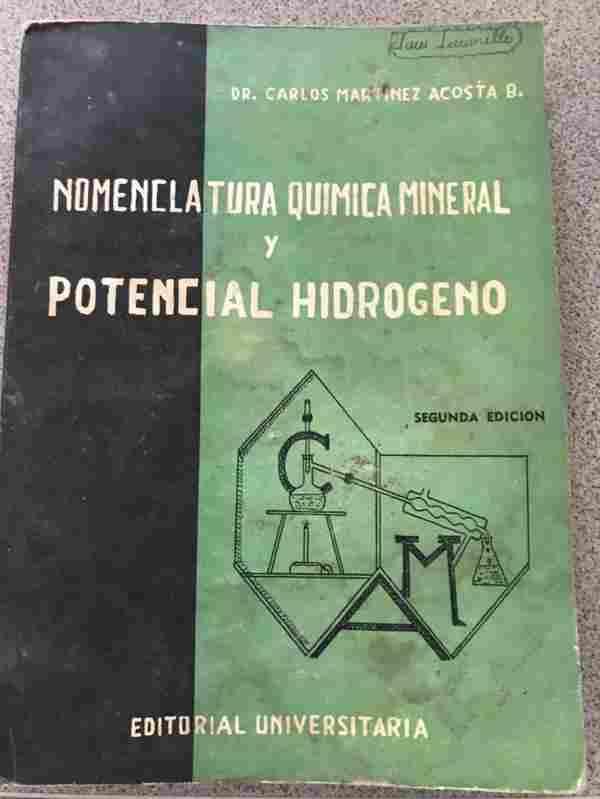 DR. CARLOS MARTINEZ ACOSTA B.
NOMENCLATURA QUIMICA MINERAL
y
POTENCIAL HIDROGENO
SEGUNDA EDICION
C
M
A
EDITORIAL UNIVERSITARIA